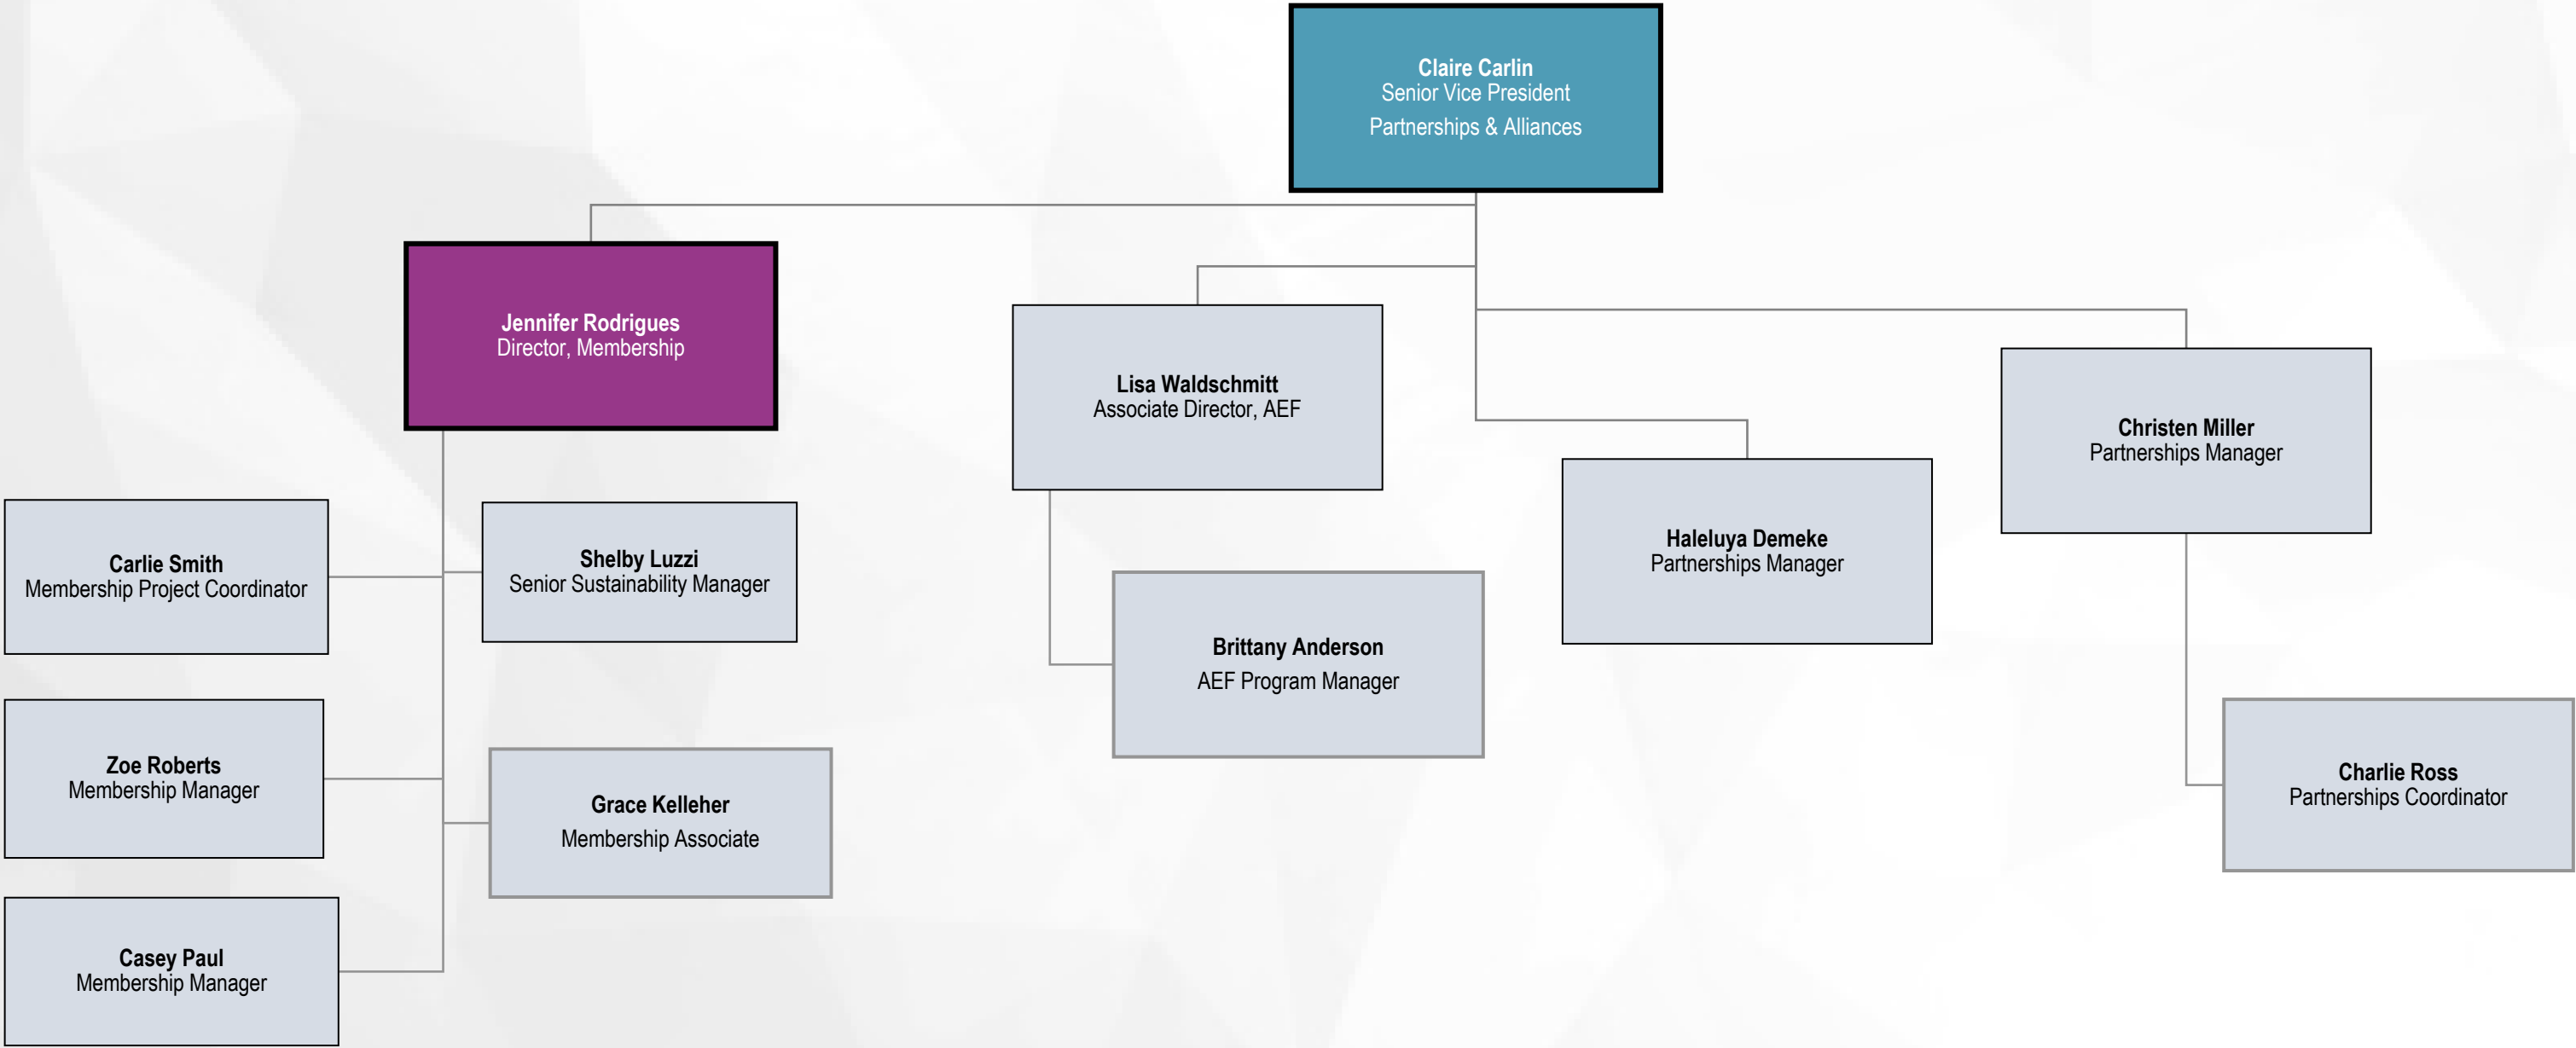 Claire Carlin
Senior Vice President
Partnerships & Alliances
Jennifer Rodrigues
Director, Membership
Lisa Waldschmitt
Associate Director, AEF
Christen Miller
Partnerships Manager
Haleluya Demeke
Partnerships Manager
Carlie Smith
Membership Project Coordinator
Shelby Luzzi
Senior Sustainability Manager
Brittany Anderson
AEF Program Manager
Zoe Roberts
Membership Manager
Grace Kelleher
Membership Associate
Charlie Ross
Partnerships Coordinator
Casey Paul
Membership Manager